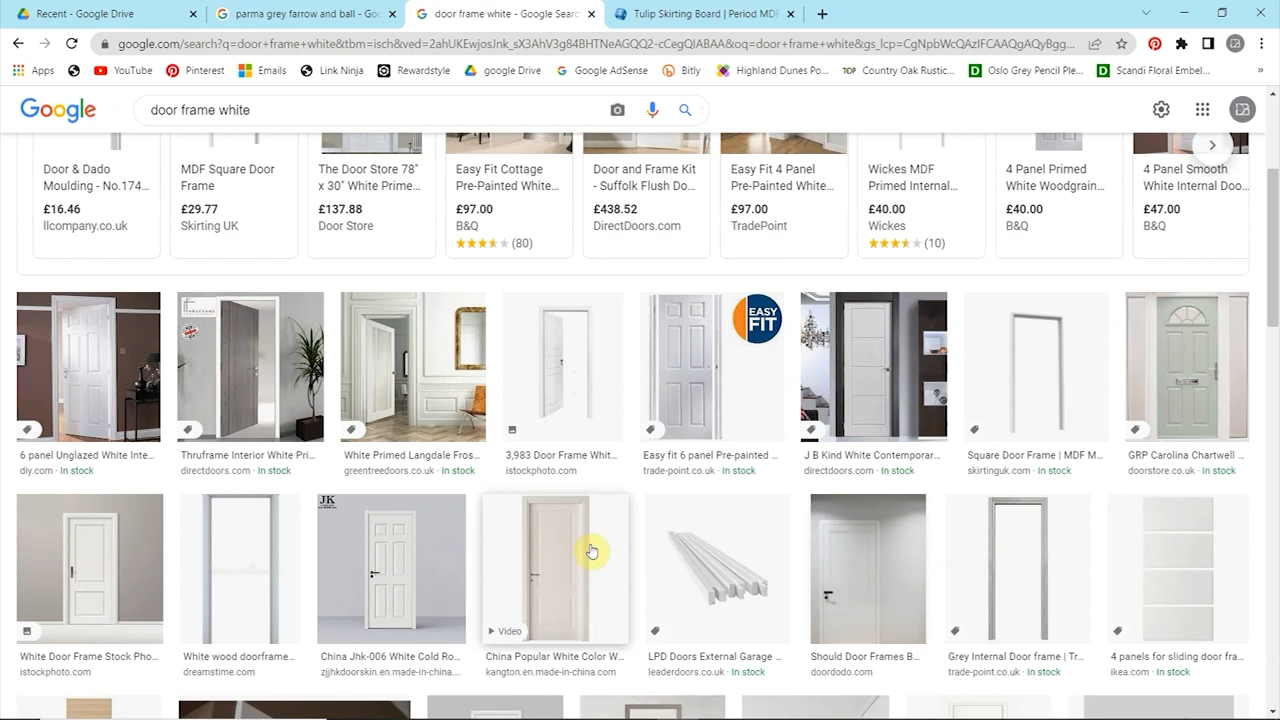 Recent - Google Drive
parma grey farrow and ball - Goo
door frame white - Google Searc
Tulip Skirting Board | Period MDF
google.com/search?q=door+frame+white&tbm=isch&ved=2ahUKEwjosJnk_sX3AhV3g84BHTNeAGQQ2-cCegQIABAA&oq=door+frame+white&gs_lcp=CgNpbWcQAzIFCAAQgAQyBgg...
Apps
YouTube
Pinterest
Emails
Link Ninja
Rewardstyle
google Drive
Google AdSense
Bitly
Highland Dunes Po...
TOP Country Oak Rustic...
Oslo Grey Pencil Ple...
Scandi Floral Embel...
Google
door frame white
Door & Dado Moulding - No.174...
£16.46
llcompany.co.uk
MDF Square Door Frame
£29.77
Skirting UK
The Door Store 78" x 30" White Prime...
£137.88
Door Store
Easy Fit Cottage Pre-Painted White...
£97.00
B&Q
(80)
Door and Frame Kit - Suffolk Flush Do...
£438.52
DirectDoors.com
Easy Fit 4 Panel Pre-Painted White...
£97.00
TradePoint
Wickes MDF Primed Internal...
£40.00
Wickes
(10)
4 Panel Primed White Woodgrain...
£40.00
B&Q
4 Panel Smooth White Internal Doo...
£47.00
B&Q
EASY FIT
6 panel Unglazed White Inte...
diy.com · In stock
Thruframe Interior White Pri...
directdoors.com · In stock
White Primed Langdale Fros...
greentreedoors.co.uk · In stock
3,983 Door Frame Whit...
istockphoto.com
Easy fit 6 panel Pre-painted ...
trade-point.co.uk · In stock
J B Kind White Contemporar...
directdoors.com · In stock
Square Door Frame | MDF M...
skirtinguk.com · In stock
GRP Carolina Chartwell ...
doorstore.co.uk · In stock
JK
Video
White Door Frame Stock Pho...
istockphoto.com
White wood doorframe...
dreamstime.com
China Jhk-006 White Cold Ro...
zjjhkdoorskin.en.made-in-china....
China Popular White Color W...
kangton.en.made-in-china.com
LPD Doors External Garage ...
leaderdoors.co.uk · In stock
Should Door Frames B...
doordodo.com
Grey Internal Door frame | Tr...
trade-point.co.uk · In stock
4 panels for sliding door fra...
ikea.com · In stock